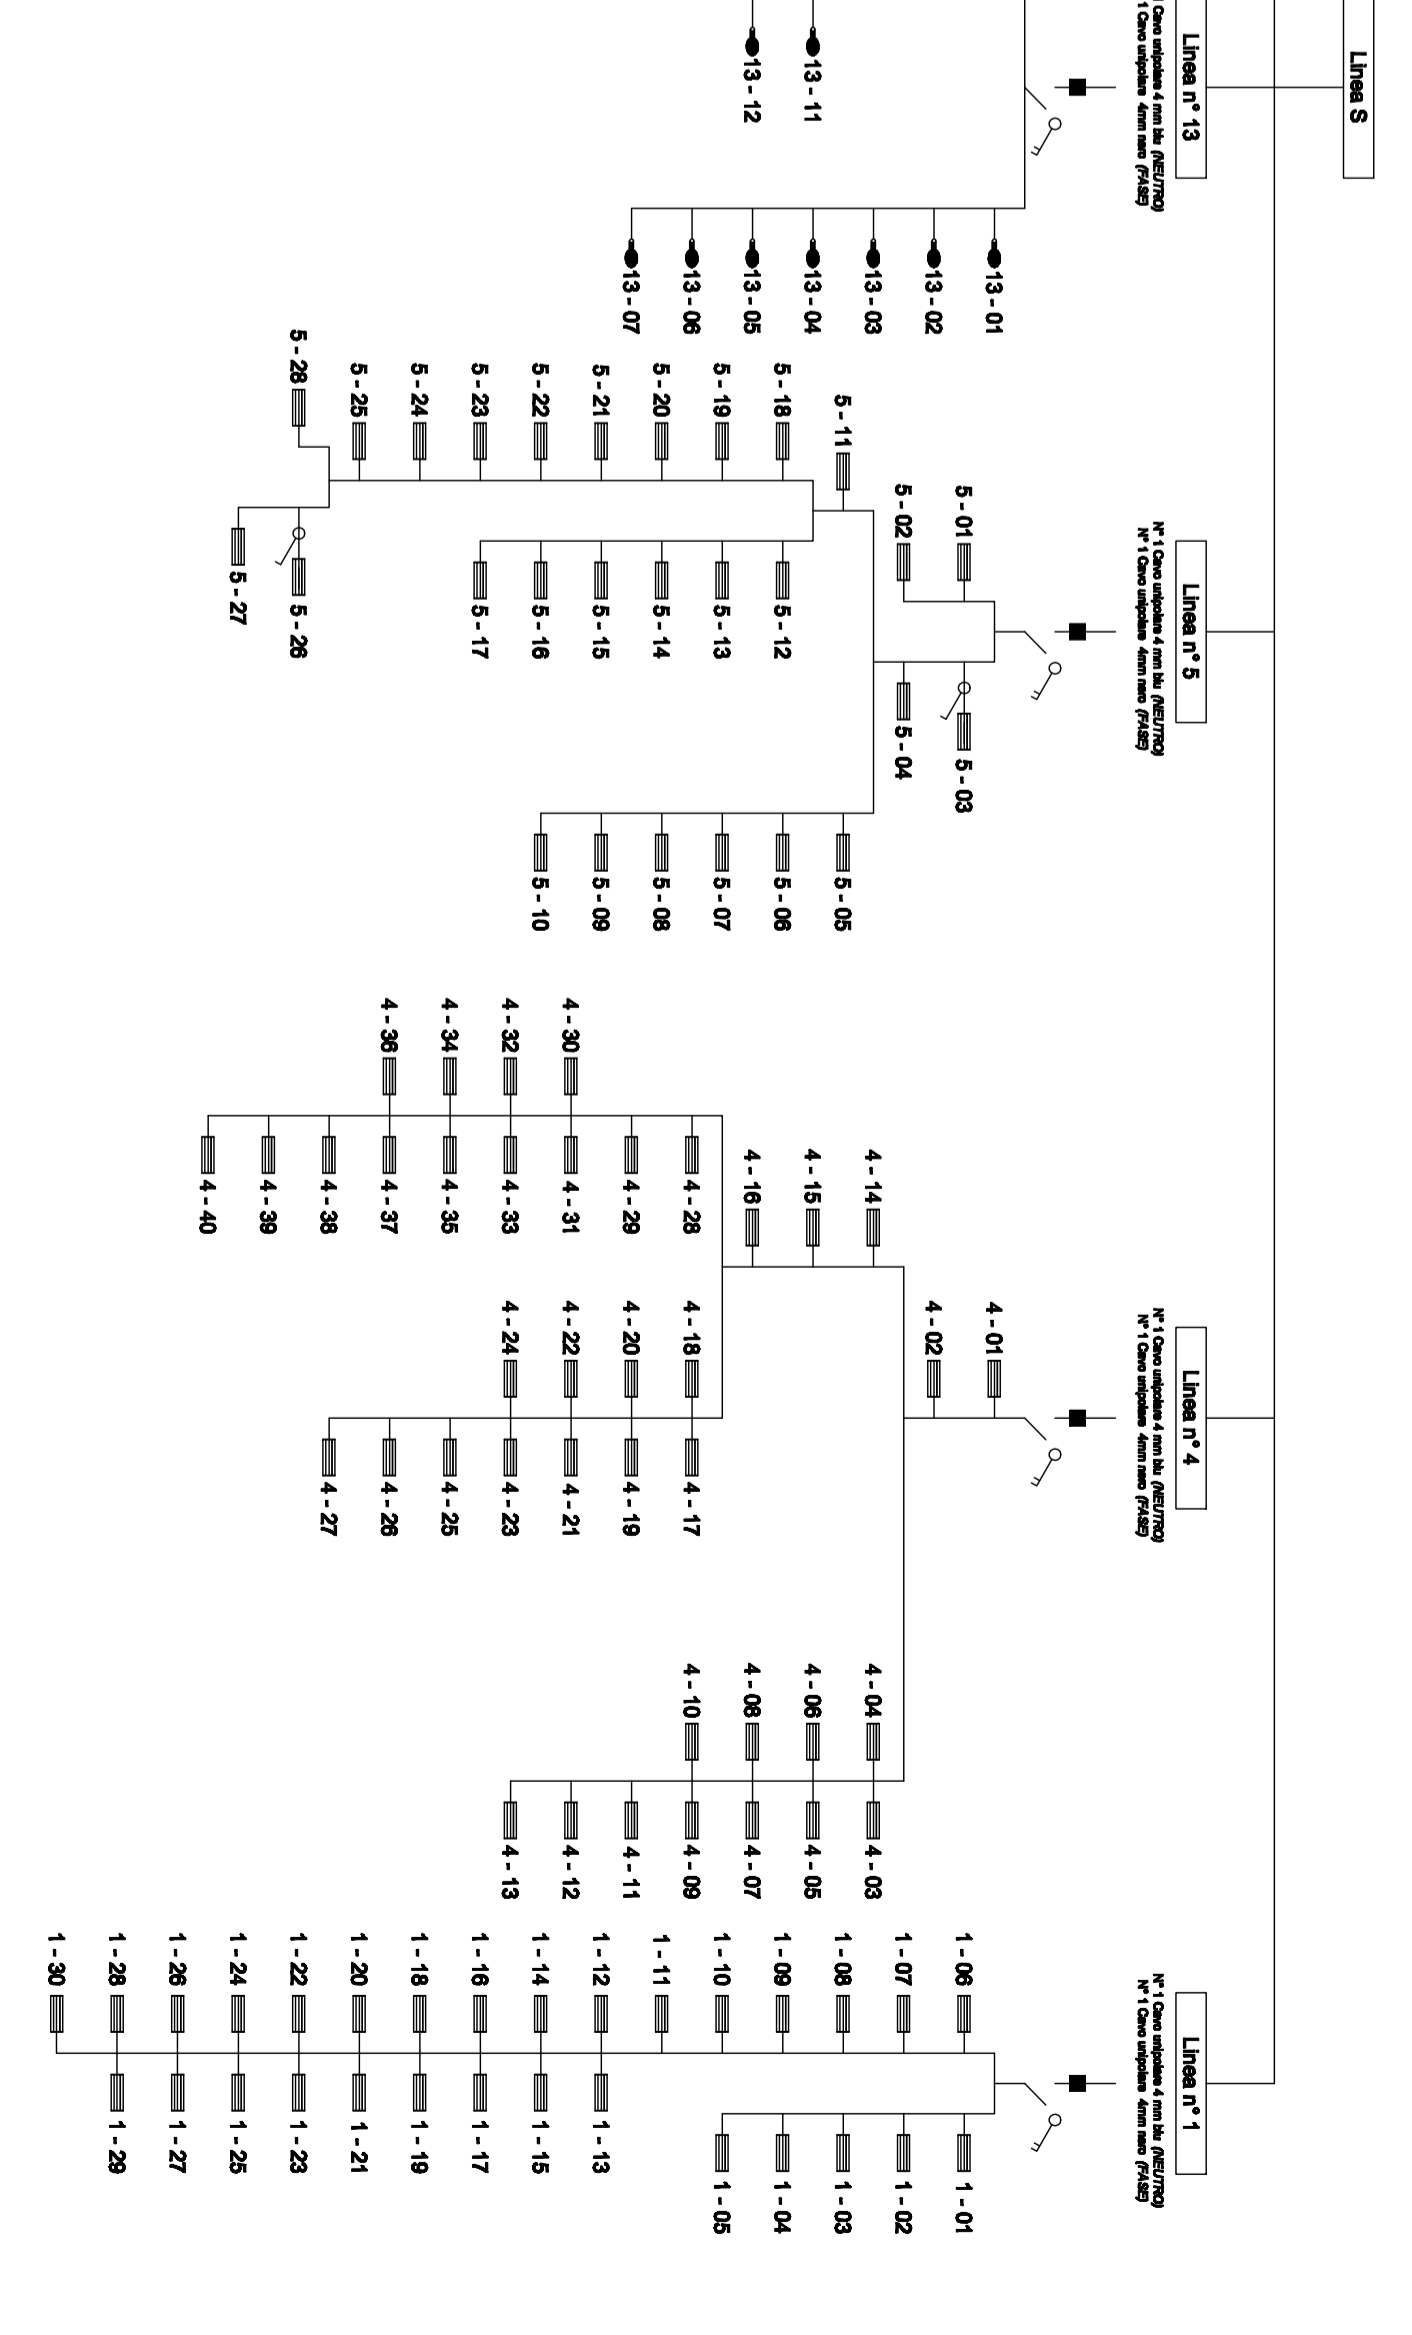 Linea S
Linea n° 13
1 Cavo unipolare 4 mm blu (NEUTRO)
1 Cavo unipolare 4mm nero (FASE)
13 - 11
13 - 12
13 - 01
13 - 02
13 - 03
13 - 04
13 - 05
13 - 06
13 - 07
Linea n° 5
N° 1 Cavo unipolare 4 mm blu (NEUTRO)
N° 1 Cavo unipolare 4mm nero (FASE)
5 - 01
5 - 02
5 - 03
5 - 04
5 - 11
5 - 18
5 - 19
5 - 20
5 - 21
5 - 22
5 - 23
5 - 24
5 - 25
5 - 28
5 - 12
5 - 13
5 - 14
5 - 15
5 - 16
5 - 17
5 - 26
5 - 27
5 - 05
5 - 06
5 - 07
5 - 08
5 - 09
5 - 10
Linea n° 4
N° 1 Cavo unipolare 4 mm blu (NEUTRO)
N° 1 Cavo unipolare 4mm nero (FASE)
4 - 01
4 - 02
4 - 14
4 - 15
4 - 16
4 - 30
4 - 32
4 - 34
4 - 36
4 - 28
4 - 29
4 - 31
4 - 33
4 - 35
4 - 37
4 - 38
4 - 39
4 - 40
4 - 18
4 - 20
4 - 22
4 - 24
4 - 17
4 - 19
4 - 21
4 - 23
4 - 25
4 - 26
4 - 27
4 - 04
4 - 06
4 - 08
4 - 10
4 - 03
4 - 05
4 - 07
4 - 09
4 - 11
4 - 12
4 - 13
Linea n° 1
N° 1 Cavo unipolare 4 mm blu (NEUTRO)
N° 1 Cavo unipolare 4mm nero (FASE)
1 - 06
1 - 07
1 - 08
1 - 09
1 - 10
1 - 11
1 - 12
1 - 14
1 - 16
1 - 18
1 - 20
1 - 22
1 - 24
1 - 26
1 - 28
1 - 30
1 - 01
1 - 02
1 - 03
1 - 04
1 - 05
1 - 13
1 - 15
1 - 17
1 - 19
1 - 21
1 - 23
1 - 25
1 - 27
1 - 29